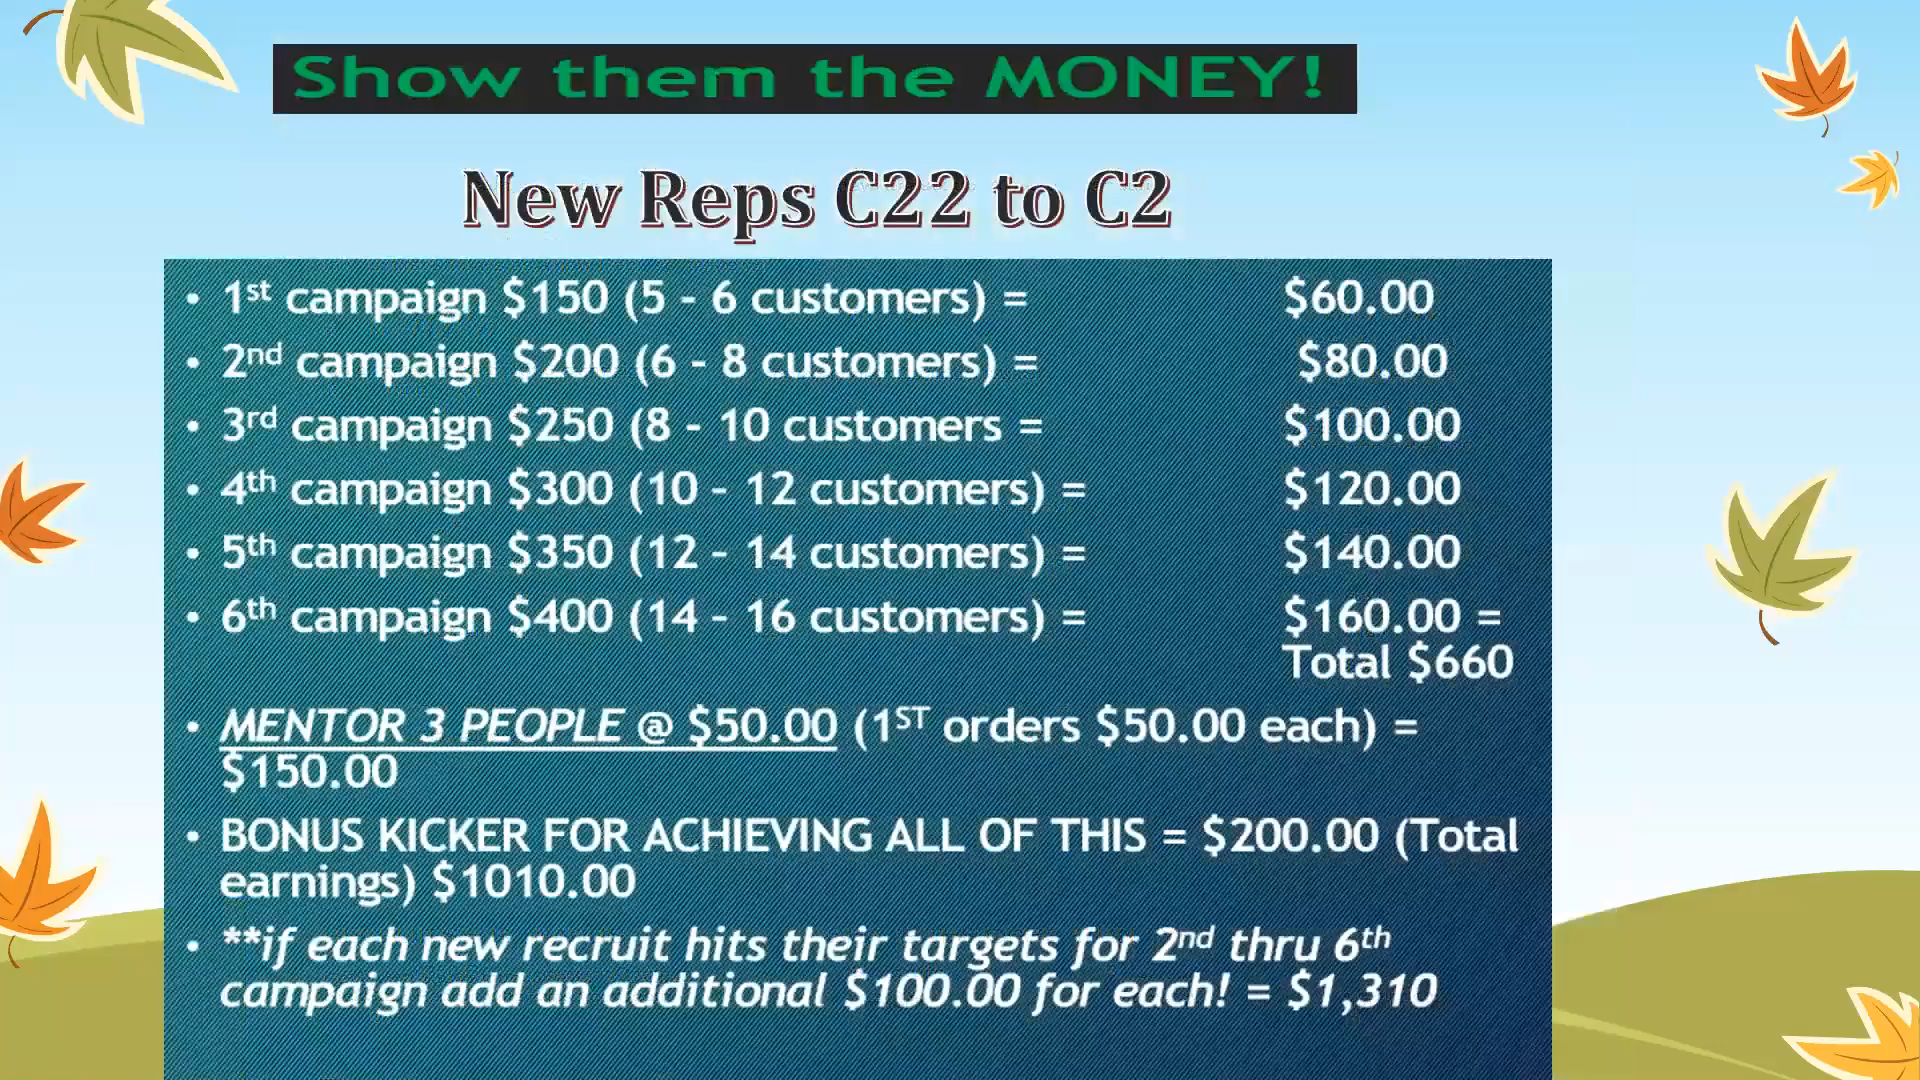 Show them the MONEY!
New Reps C22 to C2
• 1st campaign $150 (5 - 6 customers) = $60.00
• 2nd campaign $200 (6 - 8 customers) = $80.00
• 3rd campaign $250 (8 - 10 customers = $100.00
• 4th campaign $300 (10 - 12 customers) = $120.00
• 5th campaign $350 (12 - 14 customers) = $140.00
• 6th campaign $400 (14 - 16 customers) = $160.00 =
Total $660
• MENTOR 3 PEOPLE @ $50.00 (1ST orders $50.00 each) =
$150.00
• BONUS KICKER FOR ACHIEVING ALL OF THIS = $200.00 (Total
earnings) $1010.00
• **if each new recruit hits their targets for 2nd thru 6th
campaign add an additional $100.00 for each! = $1,310